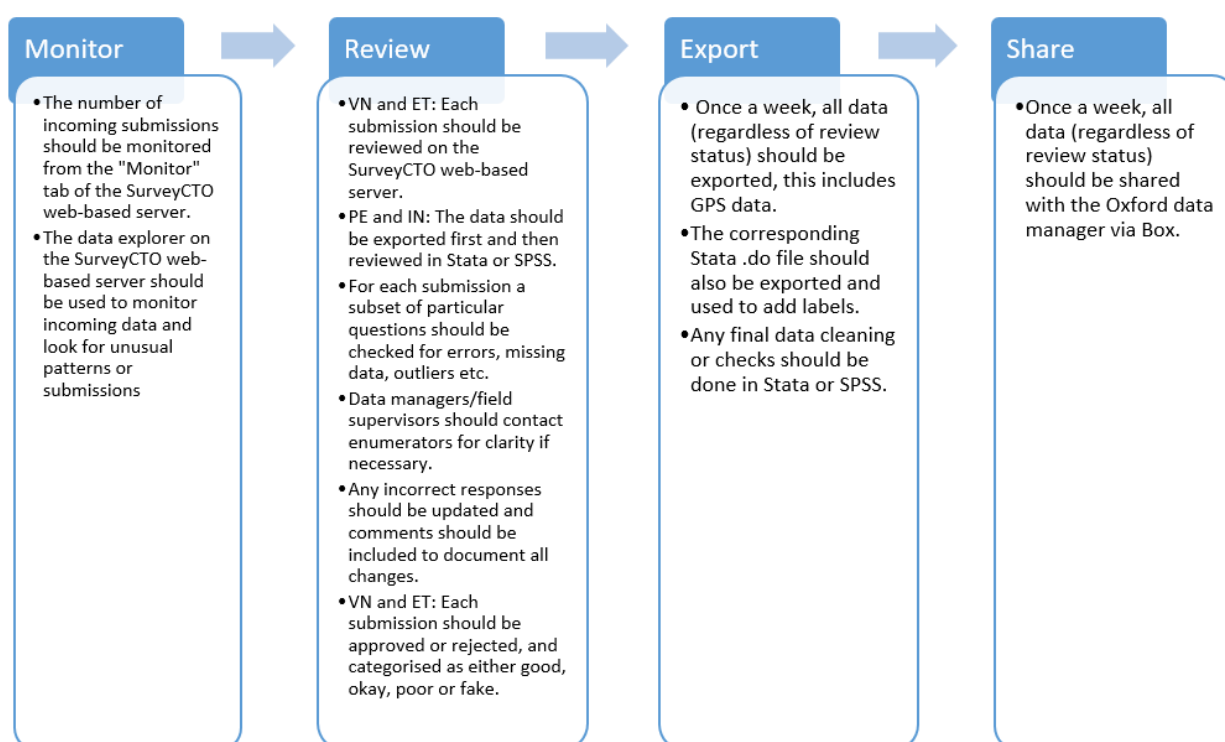 Monitor
•The number of
incoming submissions
should be monitored
from the "Monitor"
tab of the SurveyCTO
web-based server.
•The data explorer on
the SurveyCTO web-
based server should
be used to monitor
incoming data and
look for unusual
patterns or
submissions
Review
•VN and ET: Each
submission should be
reviewed on the
SurveyCTO web-based
server.
•PE and IN: The data should
be exported first and then
reviewed in Stata or SPSS.
•For each submission a
subset of particular
questions should be
checked for errors, missing
data, outliers etc.
•Data managers/field
supervisors should contact
enumerators for clarity if
necessary.
•Any incorrect responses
should be updated and
comments should be
included to document all
changes.
•VN and ET: Each
submission should be
approved or rejected, and
categorised as either good,
okay, poor or fake.
Export
• Once a week, all data
(regardless of review
status) should be
exported, this includes
GPS data.
•The corresponding
Stata .do file should
also be exported and
used to add labels.
•Any final data cleaning
or checks should be
done in Stata or SPSS.
Share
•Once a week, all
data (regardless of
review status)
should be shared
with the Oxford data
manager via Box.